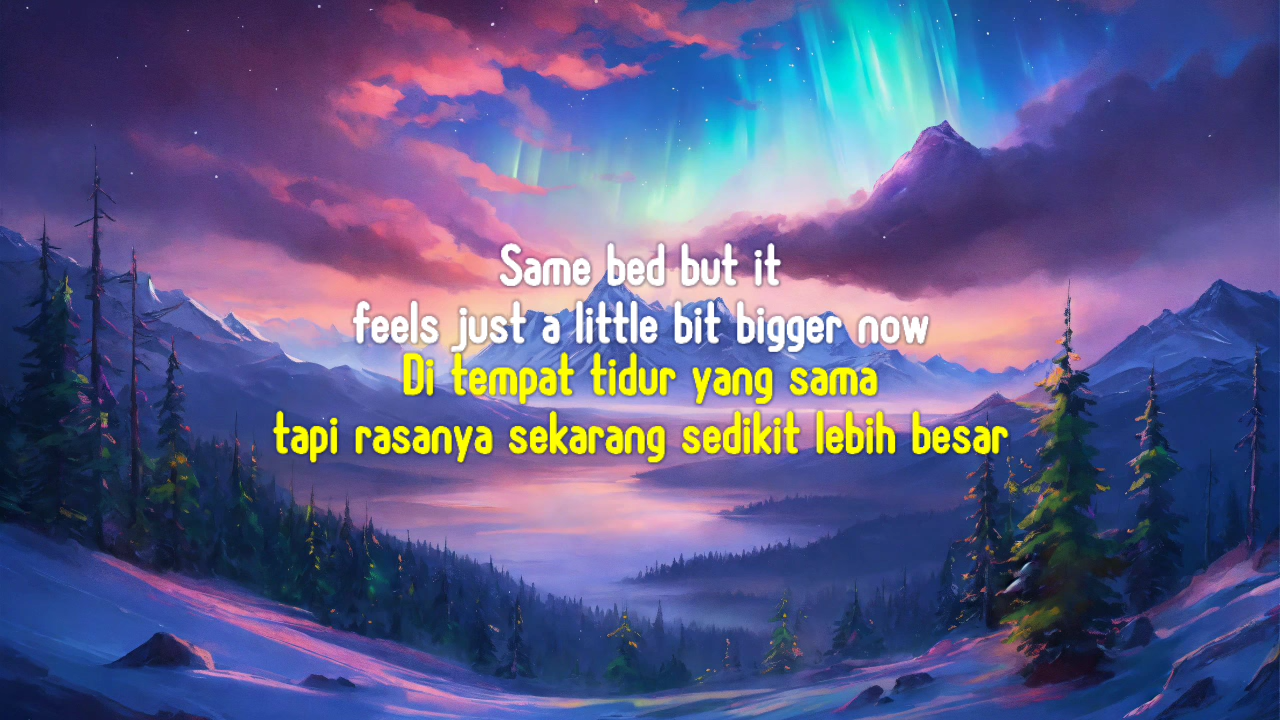 Same bed but it
feels just a little bit bigger now
Di tempat tidur yang sama
tapi rasanya sekarang sedikit lebih besar